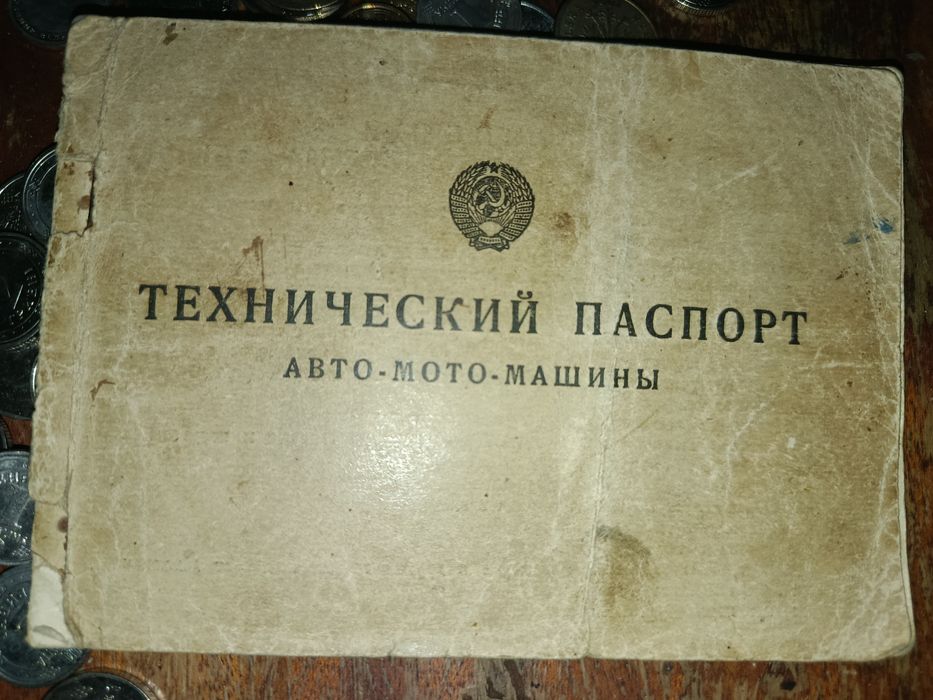 ТЕХНИЧЕСКИЙ ПАСПОРТ
АВТО-МОТО-МАШИНЫ